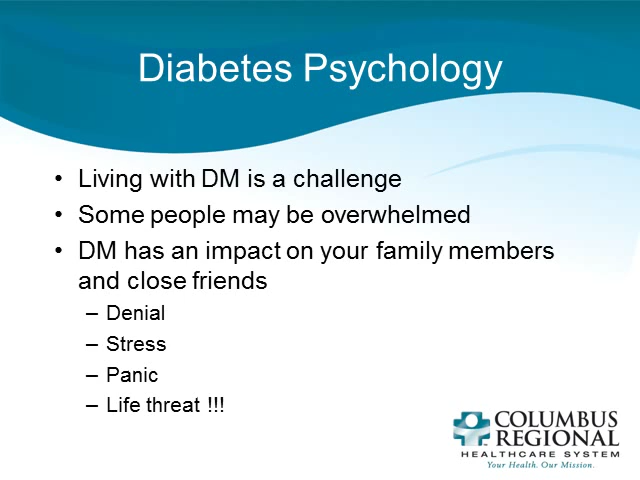 Diabetes Psychology
• Living with DM is a challenge
• Some people may be overwhelmed
• DM has an impact on your family members
and close friends
– Denial
– Stress
– Panic
– Life threat !!!
COLUMBUS
REGIONAL
HEALTHCARE SYSTEM
Your Health. Our Mission.